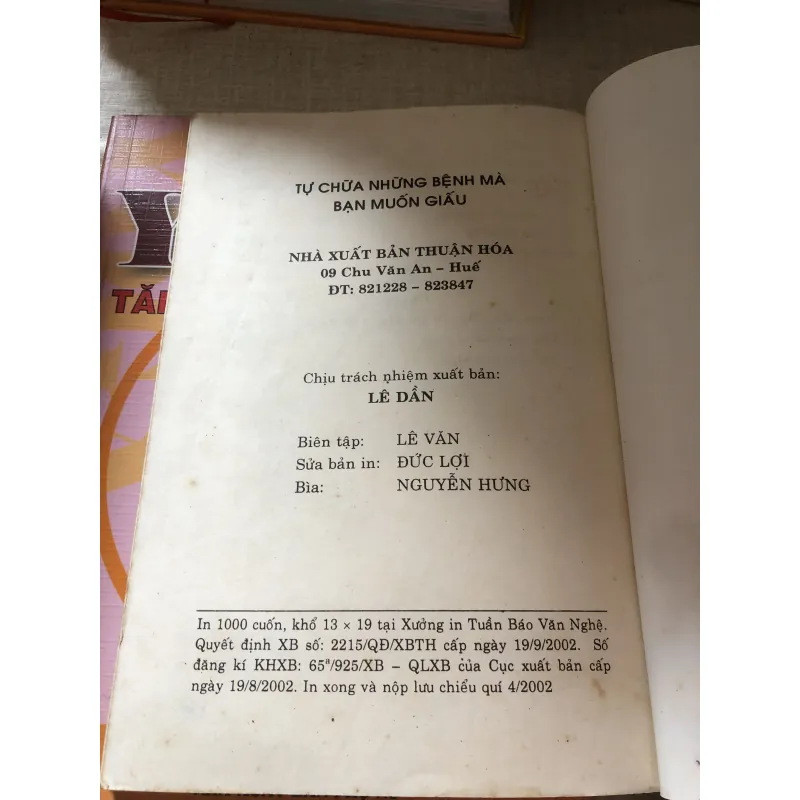 TỰ CHỮA NHỮNG BỆNH MÀ
BẠN MUỐN GIẤU
NHÀ XUẤT BẢN THUẬN HÓA
09 Chu Văn An – Huế
ĐT: 821228 – 823847
Chịu trách nhiệm xuất bản:
LÊ DẦN
Biên tập: LÊ VĂN
Sửa bản in: ĐỨC LỢI
Bìa: NGUYỄN HƯNG
In 1000 cuốn, khổ 13 × 19 tại Xưởng in Tuần Báo Văn Nghệ.
Quyết định XB số: 2215/QĐ/XBTH cấp ngày 19/9/2002. Số
đăng kí KHXB: 65ª/925/XB – QLXB của Cục xuất bản cấp
ngày 19/8/2002. In xong và nộp lưu chiểu quí 4/2002